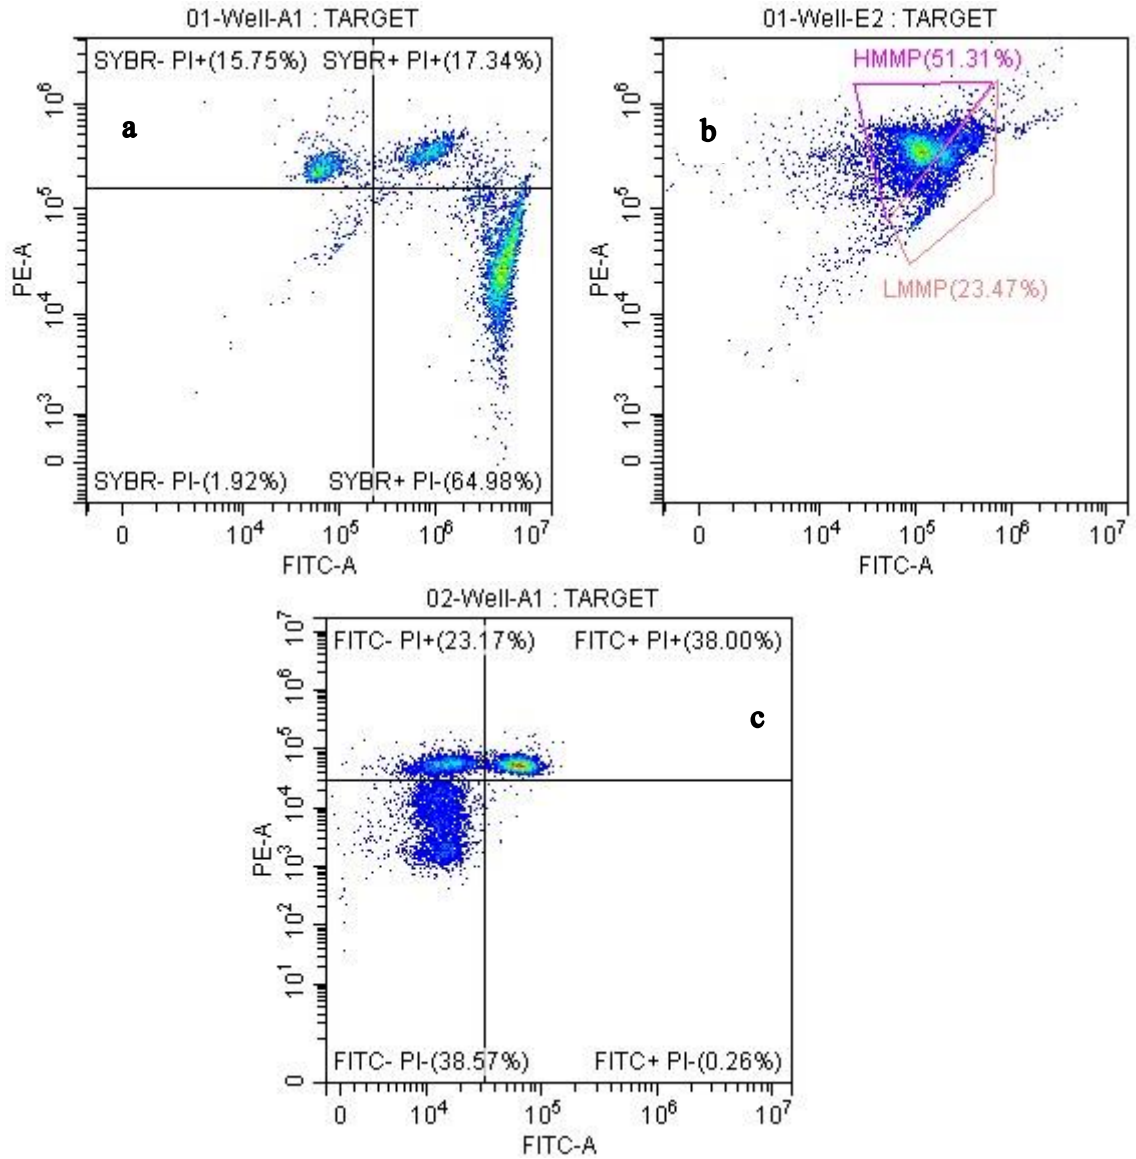 01-Well-A1 : TARGET
SYBR- PI+(15.75%) SYBR+ PI+(17.34%)
a
10^6
10^5
10^4
10^3
0
PE-A
SYBR- PI-(1.92%) SYBR+ PI-(64.98%)
0 10^4 10^5 10^6 10^7
FITC-A
01-Well-E2 : TARGET
HMMP(51.31%)
b
10^6
10^5
10^4
10^3
0
PE-A
LMMP(23.47%)
0 10^4 10^5 10^6 10^7
FITC-A
02-Well-A1 : TARGET
FITC- PI+(23.17%) FITC+ PI+(38.00%)
c
10^7
10^6
10^5
10^4
10^3
10^2
10^1
0
PE-A
FITC- PI-(38.57%) FITC+ PI-(0.26%)
0 10^4 10^5 10^6 10^7
FITC-A